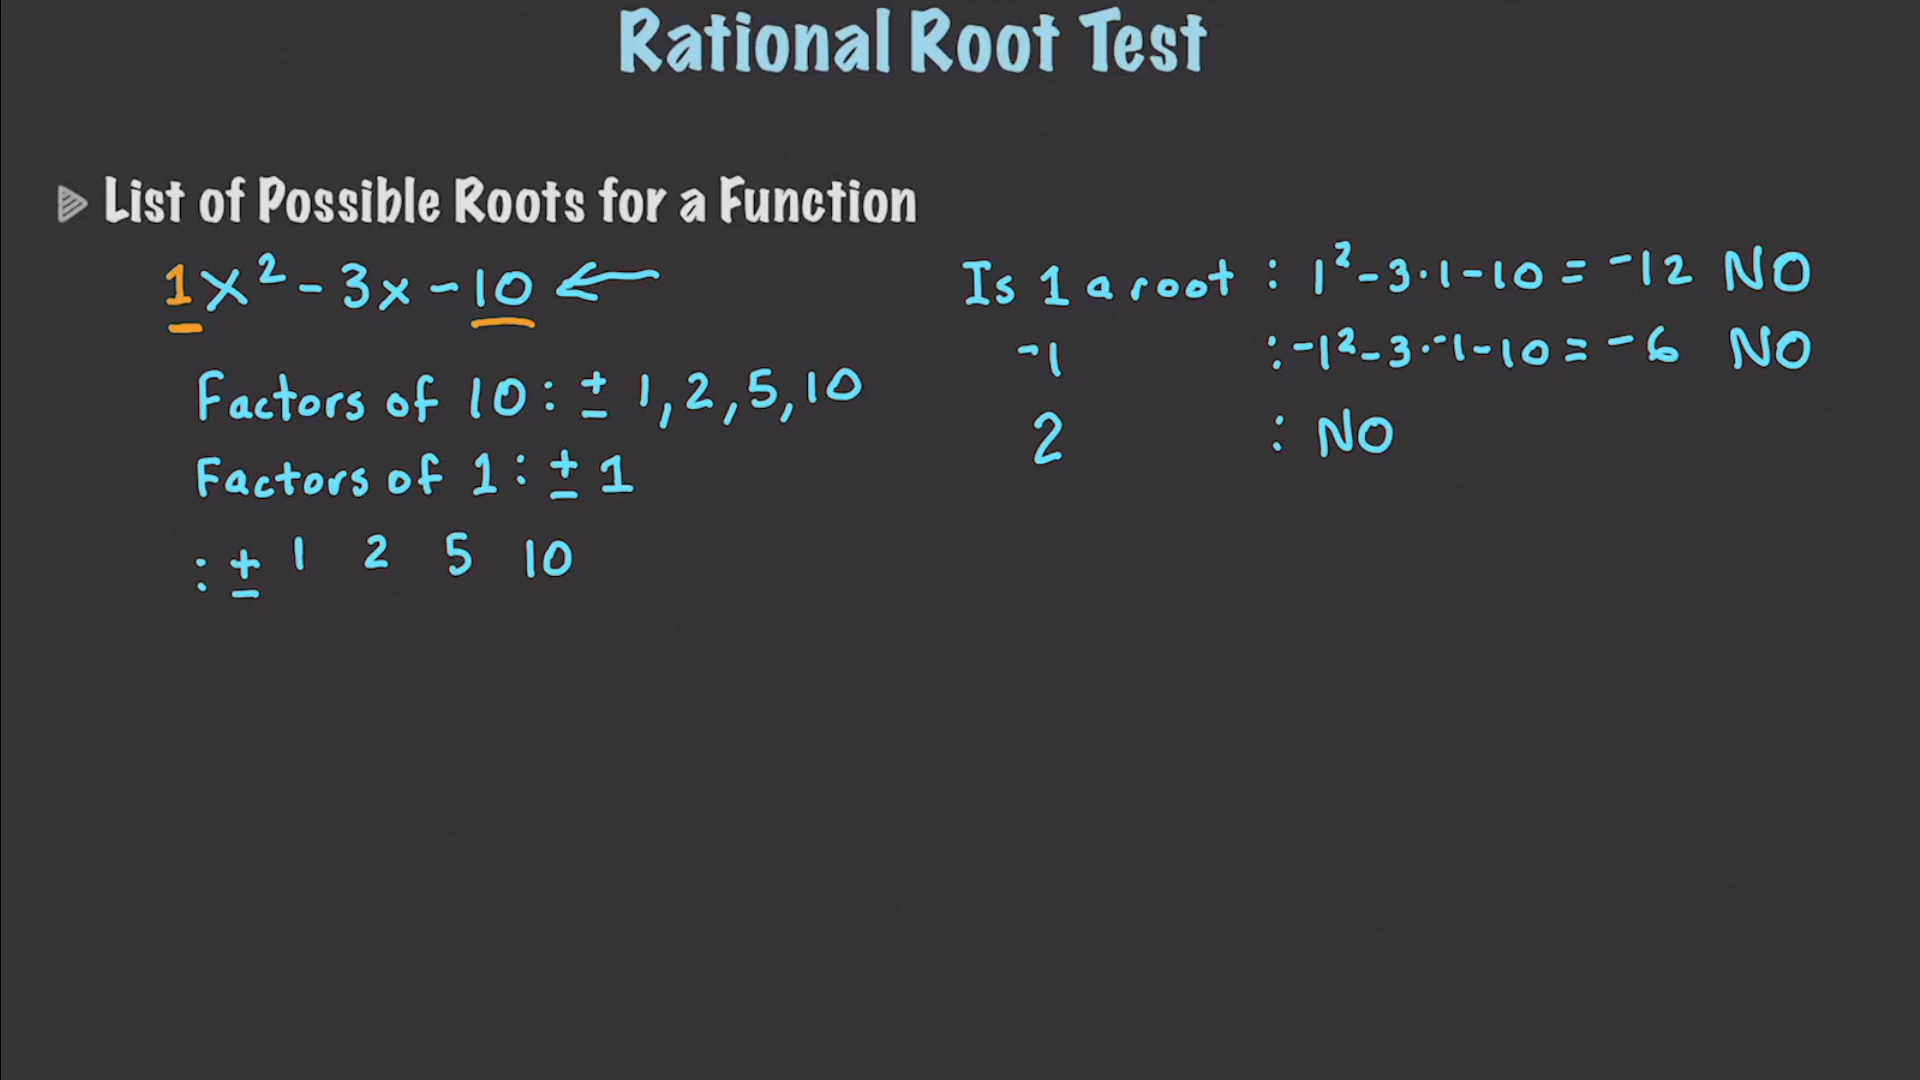 Rational Root Test
List of Possible Roots for a Function
1x² - 3x - 10 ←
Factors of 10 : ± 1, 2, 5, 10
Factors of 1 : ± 1
: ± 1 2 5 10
Is 1 a root : 1² - 3 · 1 - 10 = -12 NO
-1 : -1² - 3 · -1 - 10 = -6 NO
2 : NO